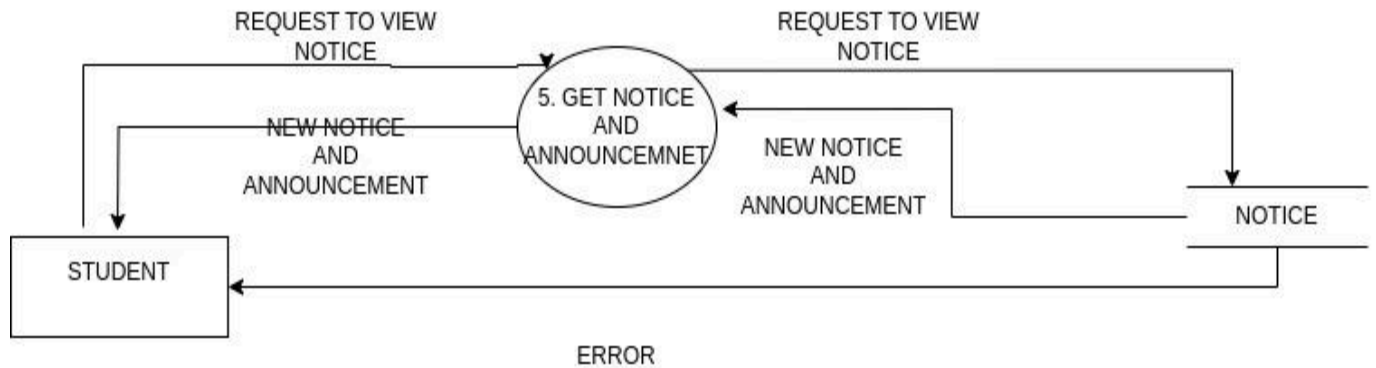 REQUEST TO VIEW
NOTICE
REQUEST TO VIEW
NOTICE
5. GET NOTICE
AND
ANNOUNCEMNET
NEW NOTICE
AND
ANNOUNCEMENT
NEW NOTICE
AND
ANNOUNCEMENT
NOTICE
STUDENT
ERROR